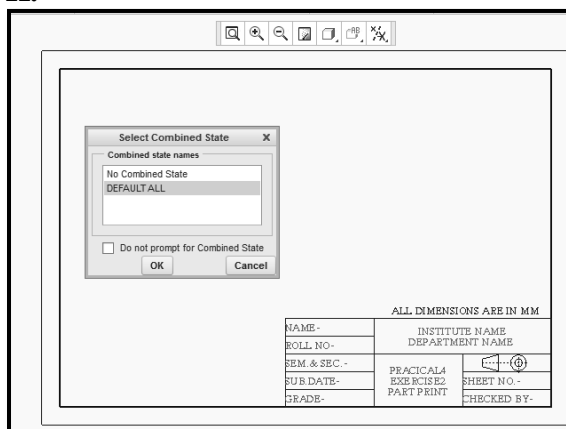 Select Combined State X
Combined state names
No Combined State
DEFAULT ALL
Do not prompt for Combined State
OK Cancel
ALL DIMENSIONS ARE IN MM
NAME-
ROLL NO-
SEM.& SEC.-
SUB.DATE-
GRADE-
INSTITUTE NAME
DEPARTMENT NAME
PRACICAL4
EXERCISE2
PART PRINT
SHEET NO.-
CHECKED BY-